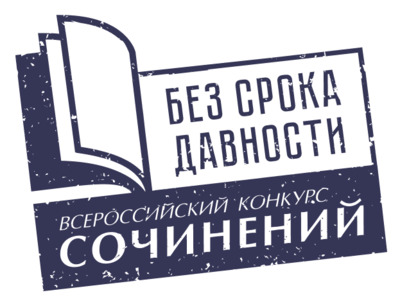 БЕЗ СРОКА
ДАВНОСТИ
ВСЕРОССИЙСКИЙ КОНКУРС
СОЧИНЕНИЙ